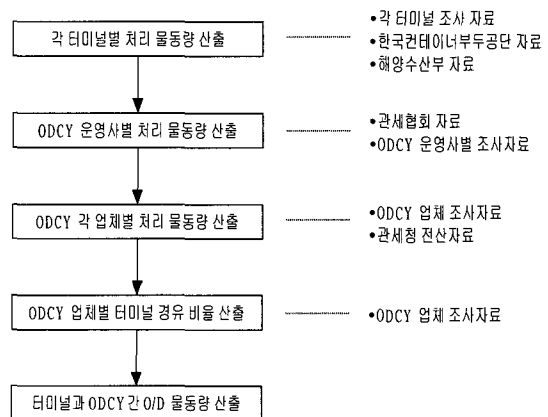 각 터미널별 처리 물동량 산출
•각 터미널 조사 자료
•한국컨테이너부두공단 자료
•해양수산부 자료
ODCY 운영사별 처리 물동량 산출
•관세협회 자료
•ODCY 운영사별 조사자료
ODCY 각 업체별 처리 물동량 산출
•ODCY 업체 조사자료
•관세청 전산자료
ODCY 업체별 터미널 경유 비율 산출
•ODCY 업체 조사자료
터미널과 ODCY 간 O/D 물동량 산출